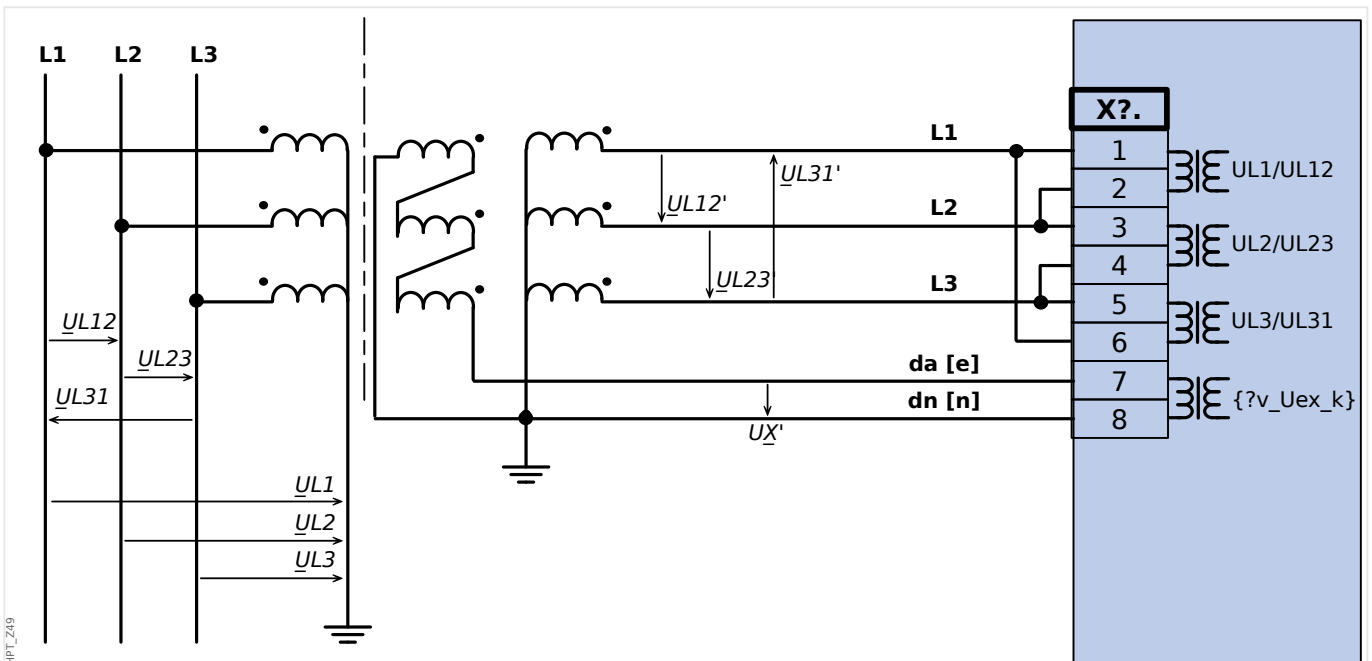 L1 L2 L3
X?.
L1
1
UL31'
UL1/UL12
2
UL12'
L2
3
UL2/UL23
4
UL23'
L3
5
UL12
UL3/UL31
6
UL23
da [e]
7
UL31
dn [n]
{?v_Uex_k}
8
UX'
UL1
UL2
UL3
HPT_Z49